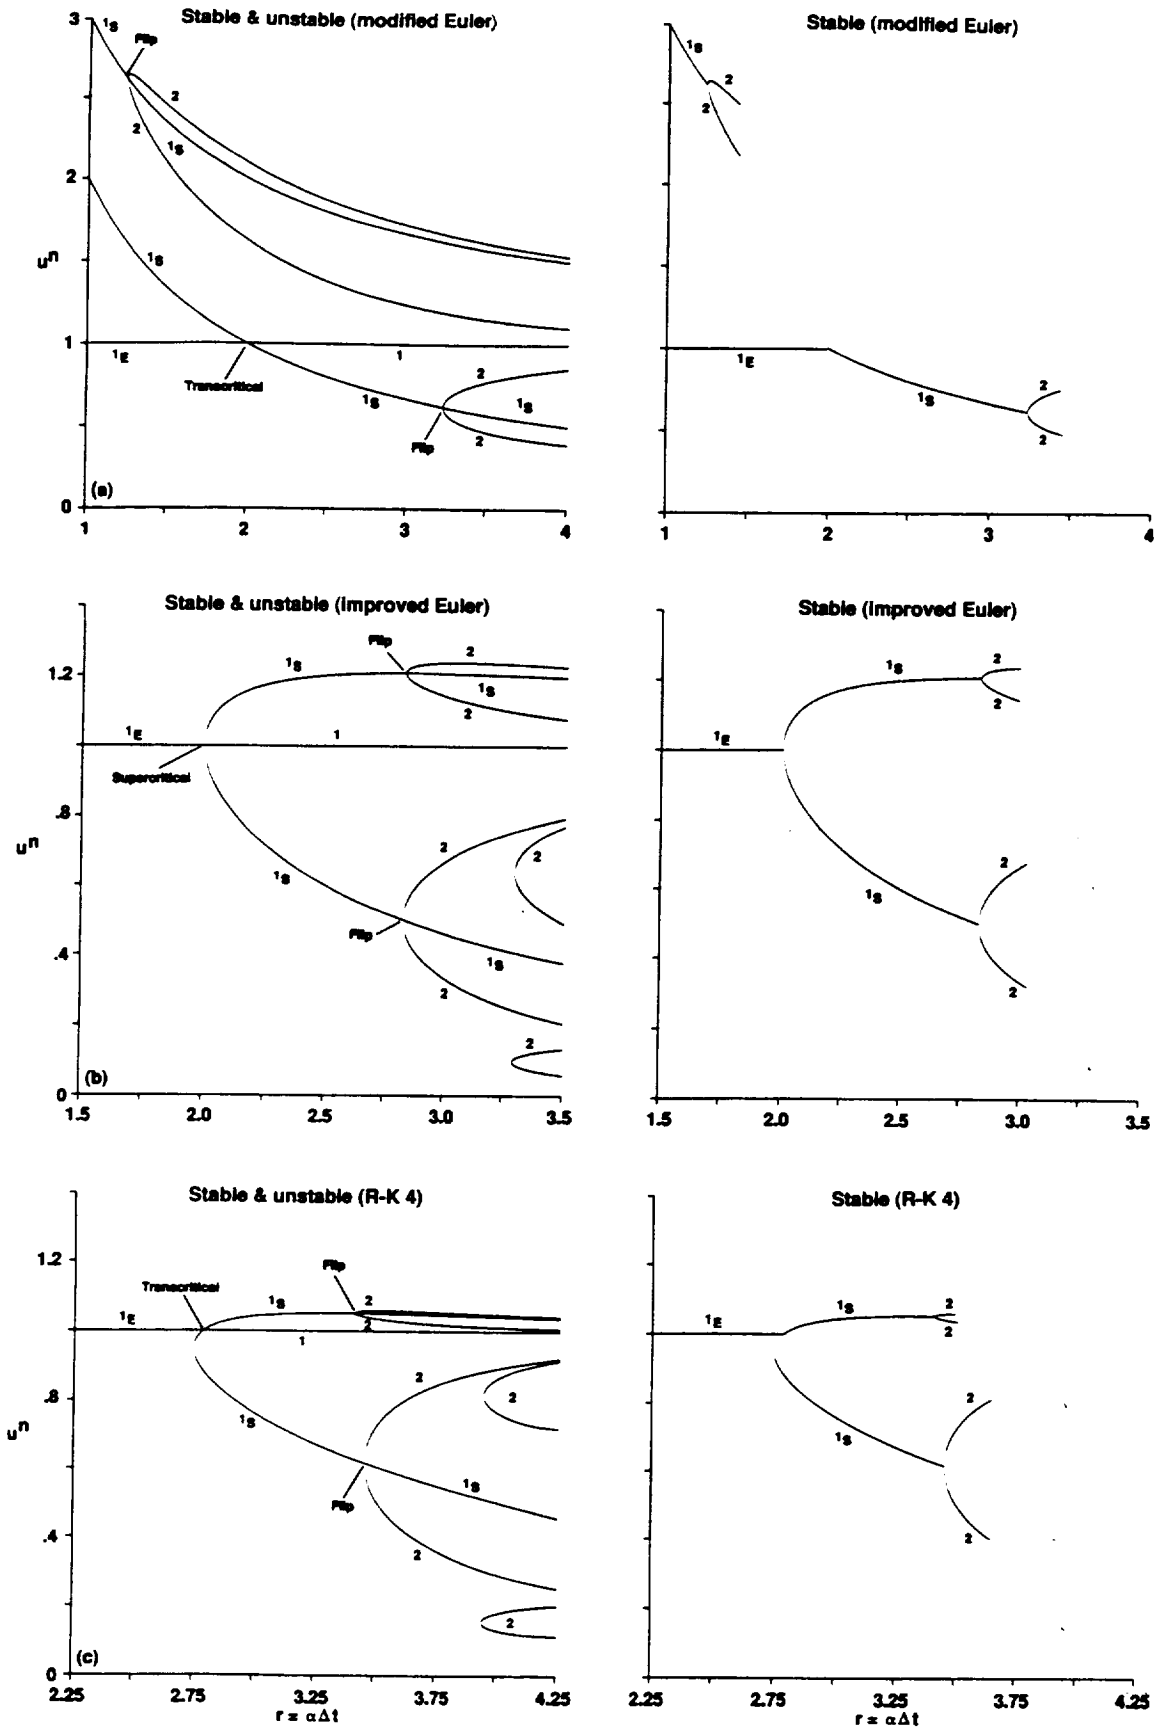 Stable & unstable (modified Euler)
3
1S
Flip
2
2
1S
2
1S
uⁿ
1
1E
1
Transcritical
2
1S
1S
Flip
2
(a)
0
1
2
3
4
Stable (modified Euler)
1S
2
2
1E
1S
2
2
1
2
3
4
Stable & unstable (improved Euler)
Flip
2
1S
1.2
1S
2
1E
1
Supercritical
.8
uⁿ
2
2
1S
Flip
.4
1S
2
2
(b)
0
1.5
2.0
2.5
3.0
3.5
Stable (improved Euler)
2
1S
2
1E
2
1S
2
1.5
2.0
2.5
3.0
3.5
Stable & unstable (R-K 4)
1.2
Flip
Transcritical
1S
2
1E
2
1
2
.8
2
uⁿ
1S
1S
Flip
.4
2
2
(c)
0
2.25
2.75
3.25
3.75
4.25
r = αΔt
Stable (R-K 4)
1S
2
1E
2
2
1S
2
2.25
2.75
3.25
3.75
4.25
r = αΔt